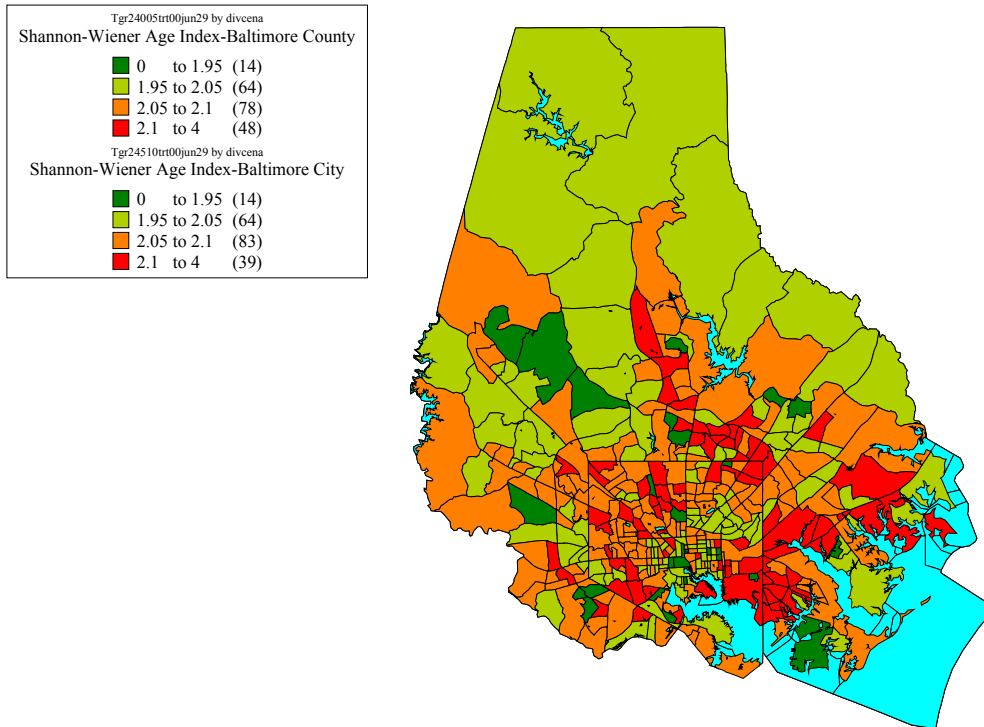 Tgr24005trt00jun29 by divcena
Shannon-Wiener Age Index-Baltimore County
0 to 1.95 (14)
1.95 to 2.05 (64)
2.05 to 2.1 (78)
2.1 to 4 (48)
Tgr24510trt00jun29 by divcena
Shannon-Wiener Age Index-Baltimore City
0 to 1.95 (14)
1.95 to 2.05 (64)
2.05 to 2.1 (83)
2.1 to 4 (39)